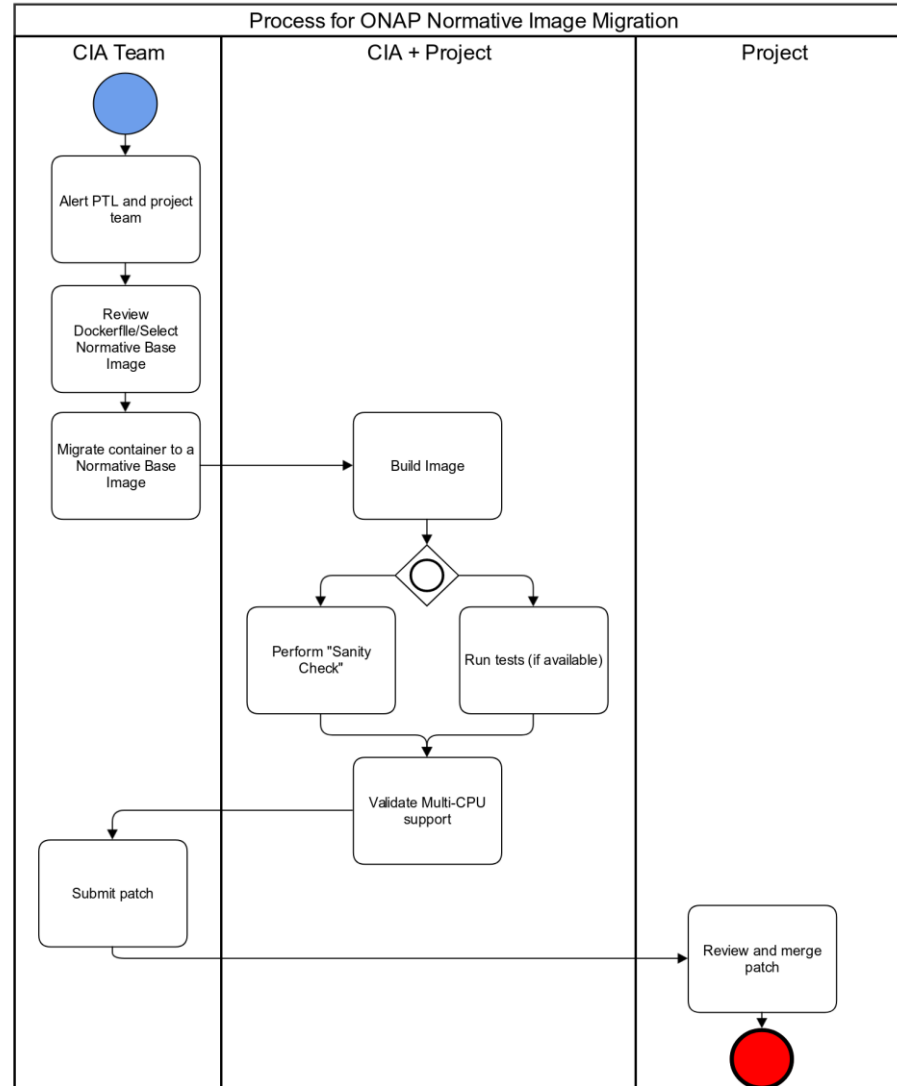 Process for ONAP Normative Image Migration
CIA Team
CIA + Project
Project
Alert PTL and project
team
Review
Dockerfile/Select
Normative Base
Image
Migrate container to a
Normative Base
Image
Build Image
Perform "Sanity
Check"
Run tests (if available)
Validate Multi-CPU
support
Submit patch
Review and merge
patch